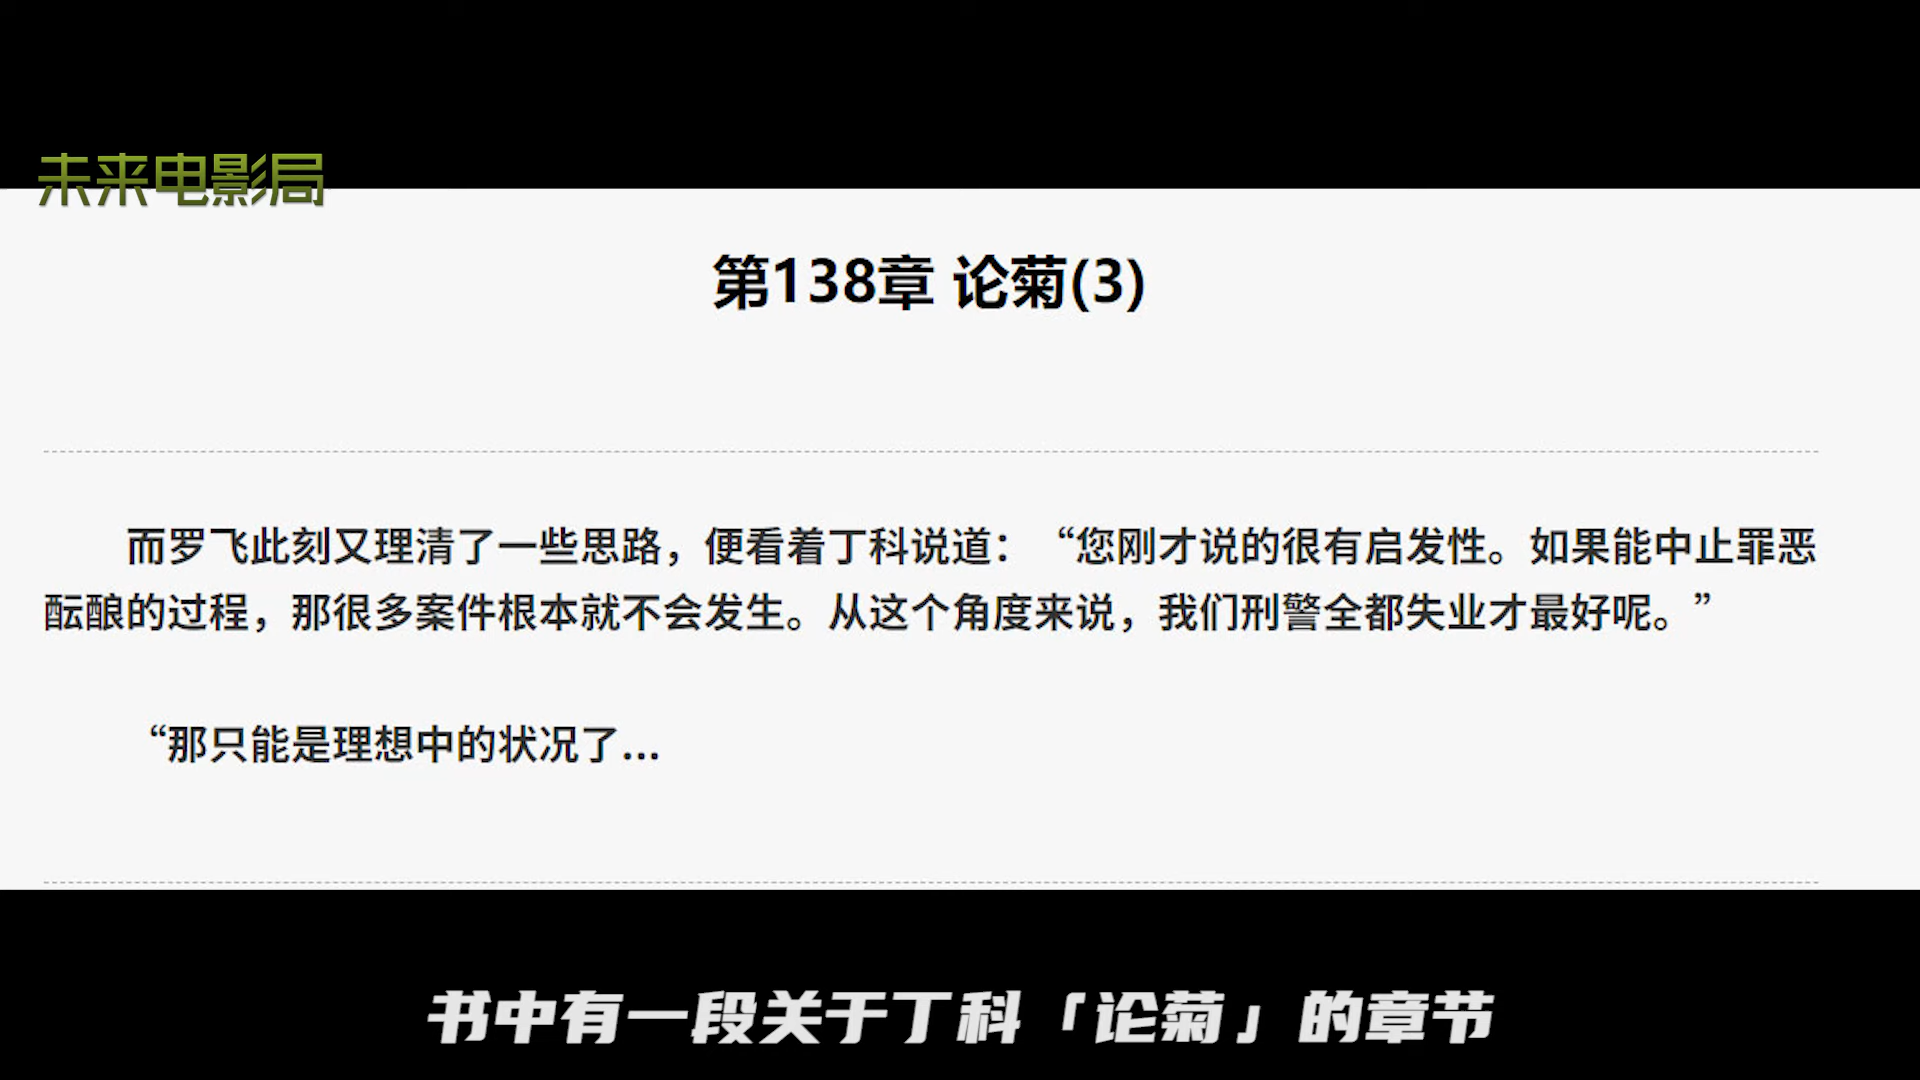 未来电影局
第138章 论菊(3)
而罗飞此刻又理清了一些思路，便看着丁科说道：“您刚才说的很有启发性。如果能中止罪恶
酝酿的过程，那很多案件根本就不会发生。从这个角度来说，我们刑警全都失业才最好呢。”
“那只能是理想中的状况了...
书中有一段关于丁科「论菊」的章节